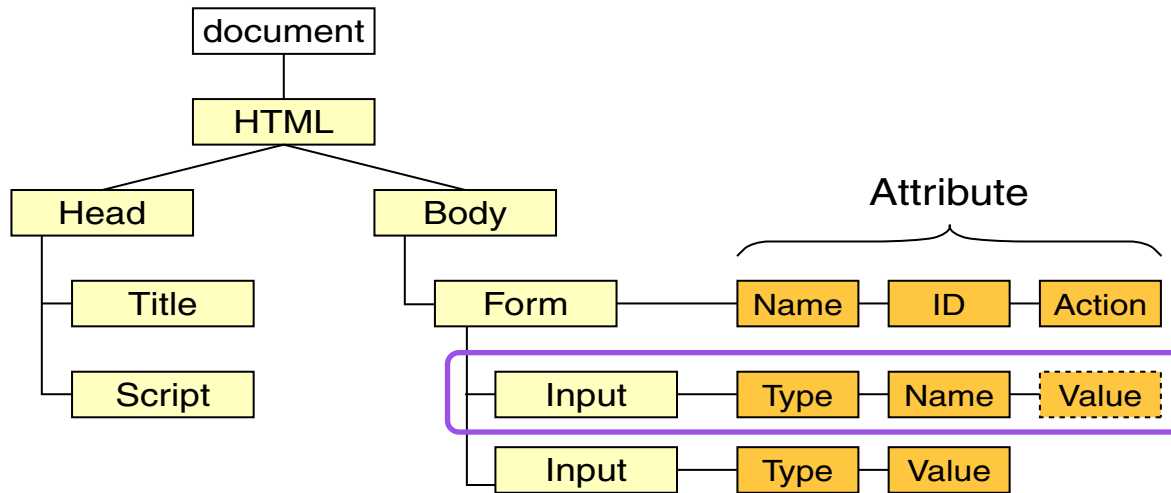 document
HTML
Head
Body
Attribute
Title
Form
Name
ID
Action
Script
Input
Type
Name
Value
Input
Type
Value